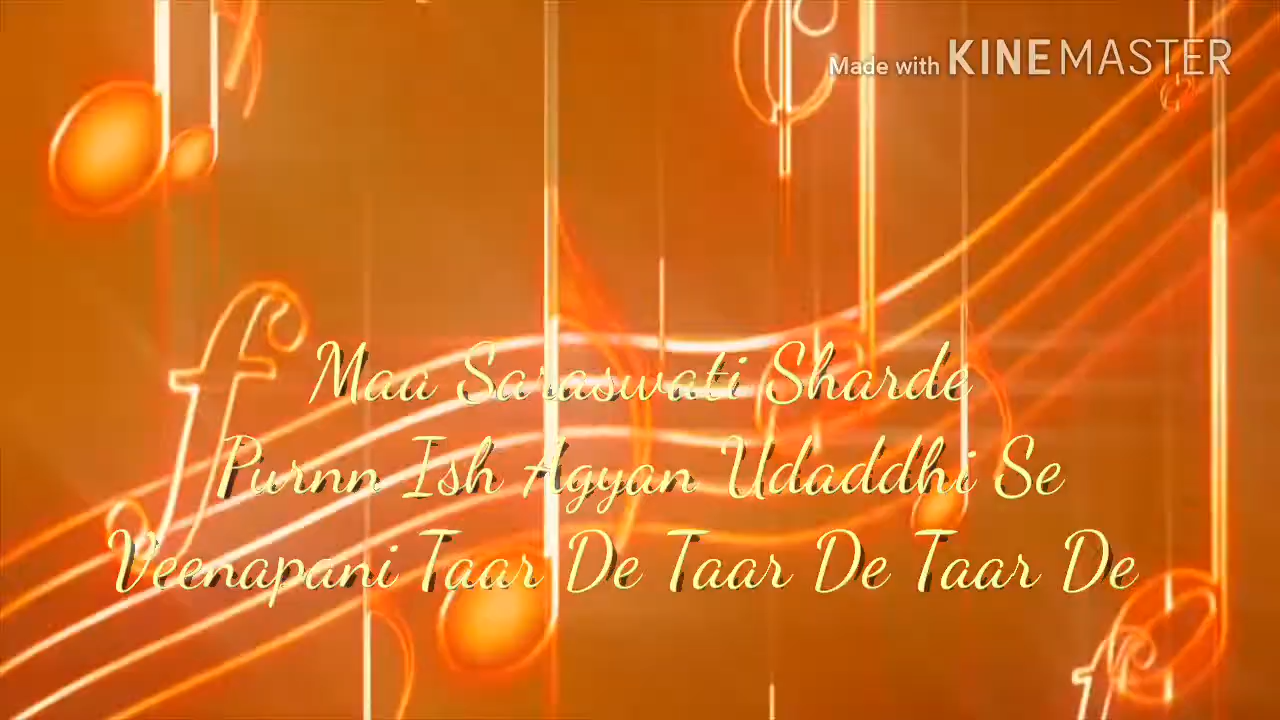 Made with KINEMASTER
Maa Saraswati Sharde
Purnn Ish Agyan Udaddhi Se
Veenapani Taar De Taar De Taar De